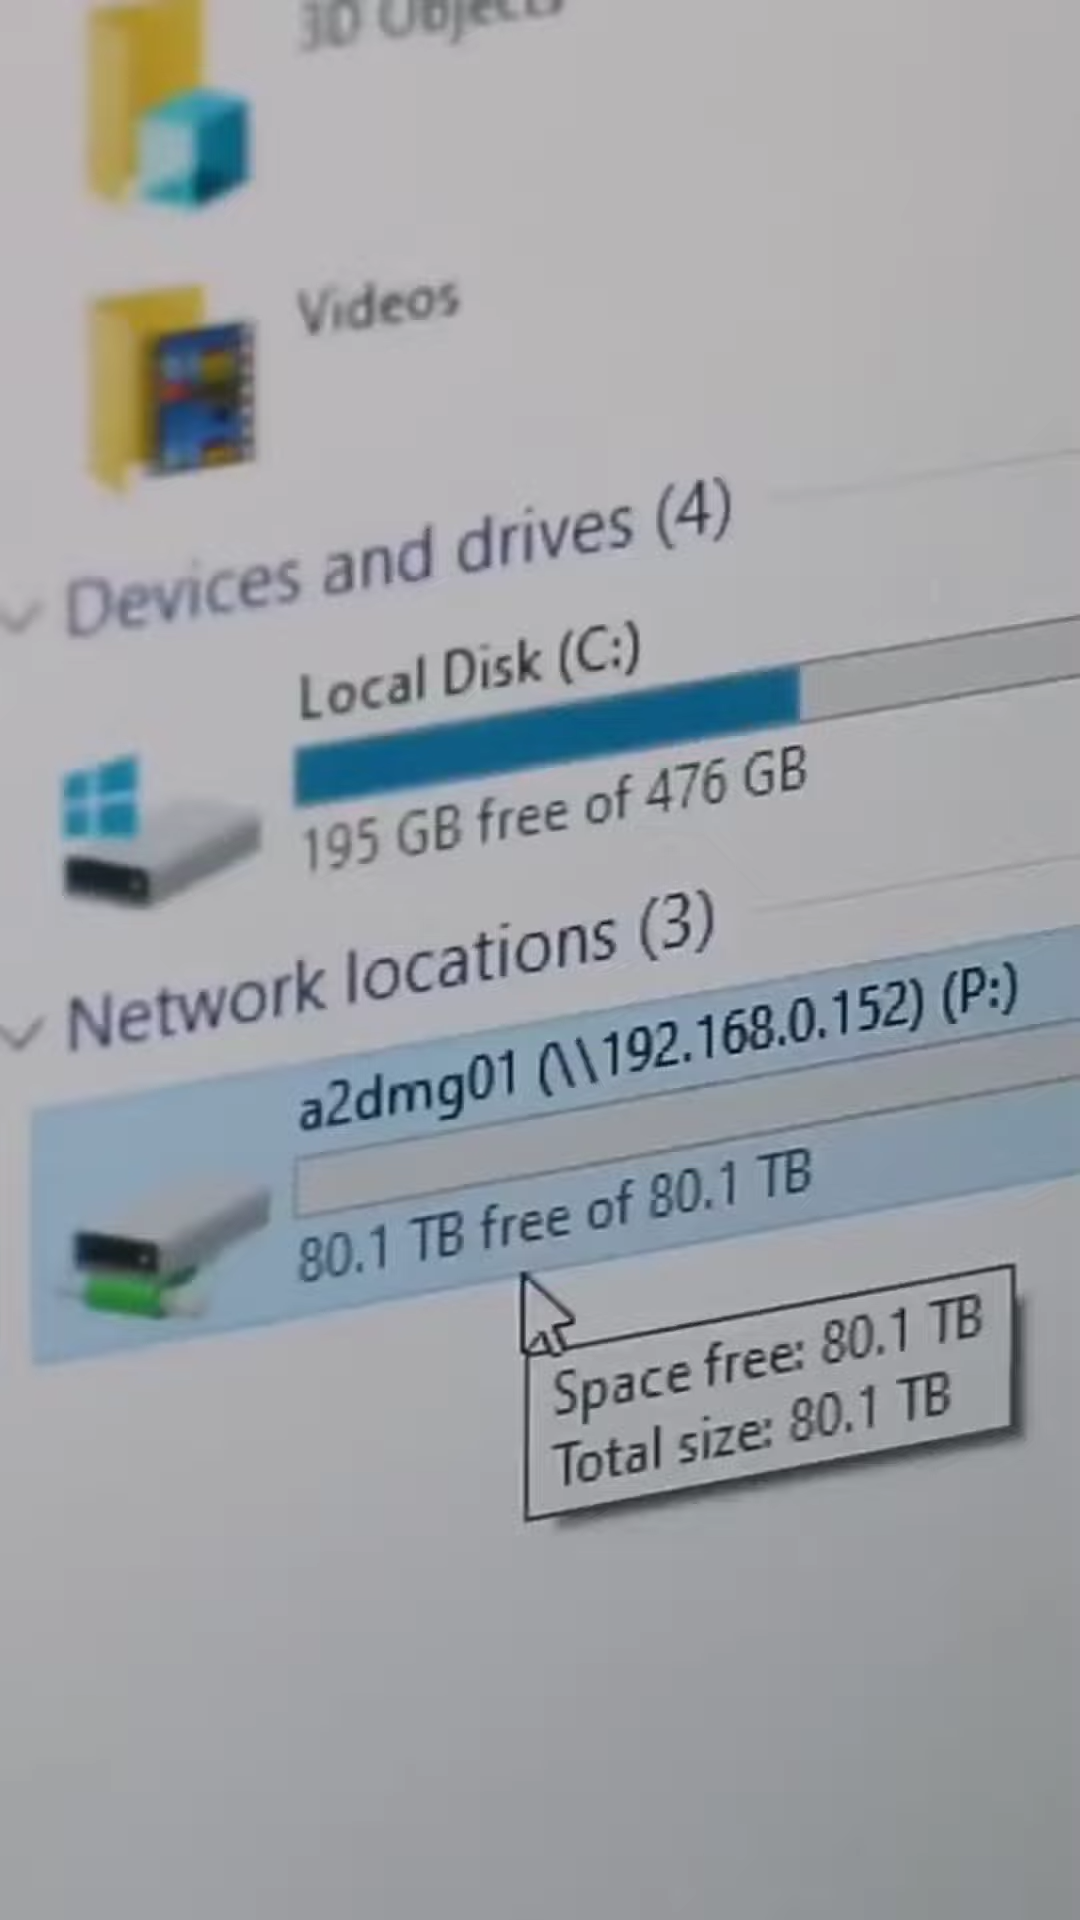 3D Objects
Videos
Devices and drives (4)
Local Disk (C:)
195 GB free of 476 GB
Network locations (3)
a2dmg01 (\\192.168.0.152) (P:)
80.1 TB free of 80.1 TB
Space free: 80.1 TB
Total size: 80.1 TB